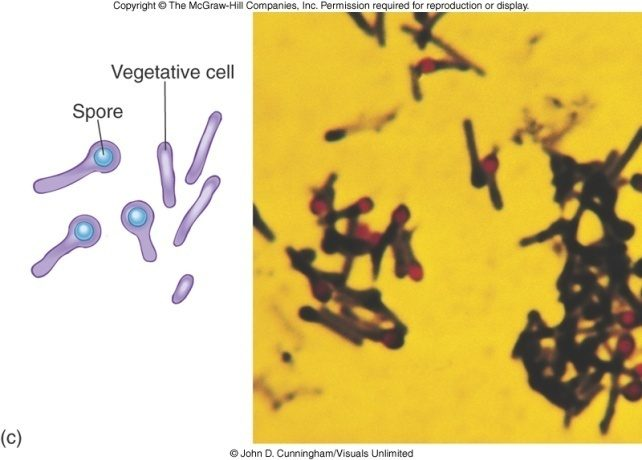 Copyright © The McGraw-Hill Companies, Inc. Permission required for reproduction or display.
Vegetative cell
Spore
(c)
© John D. Cunningham/Visuals Unlimited